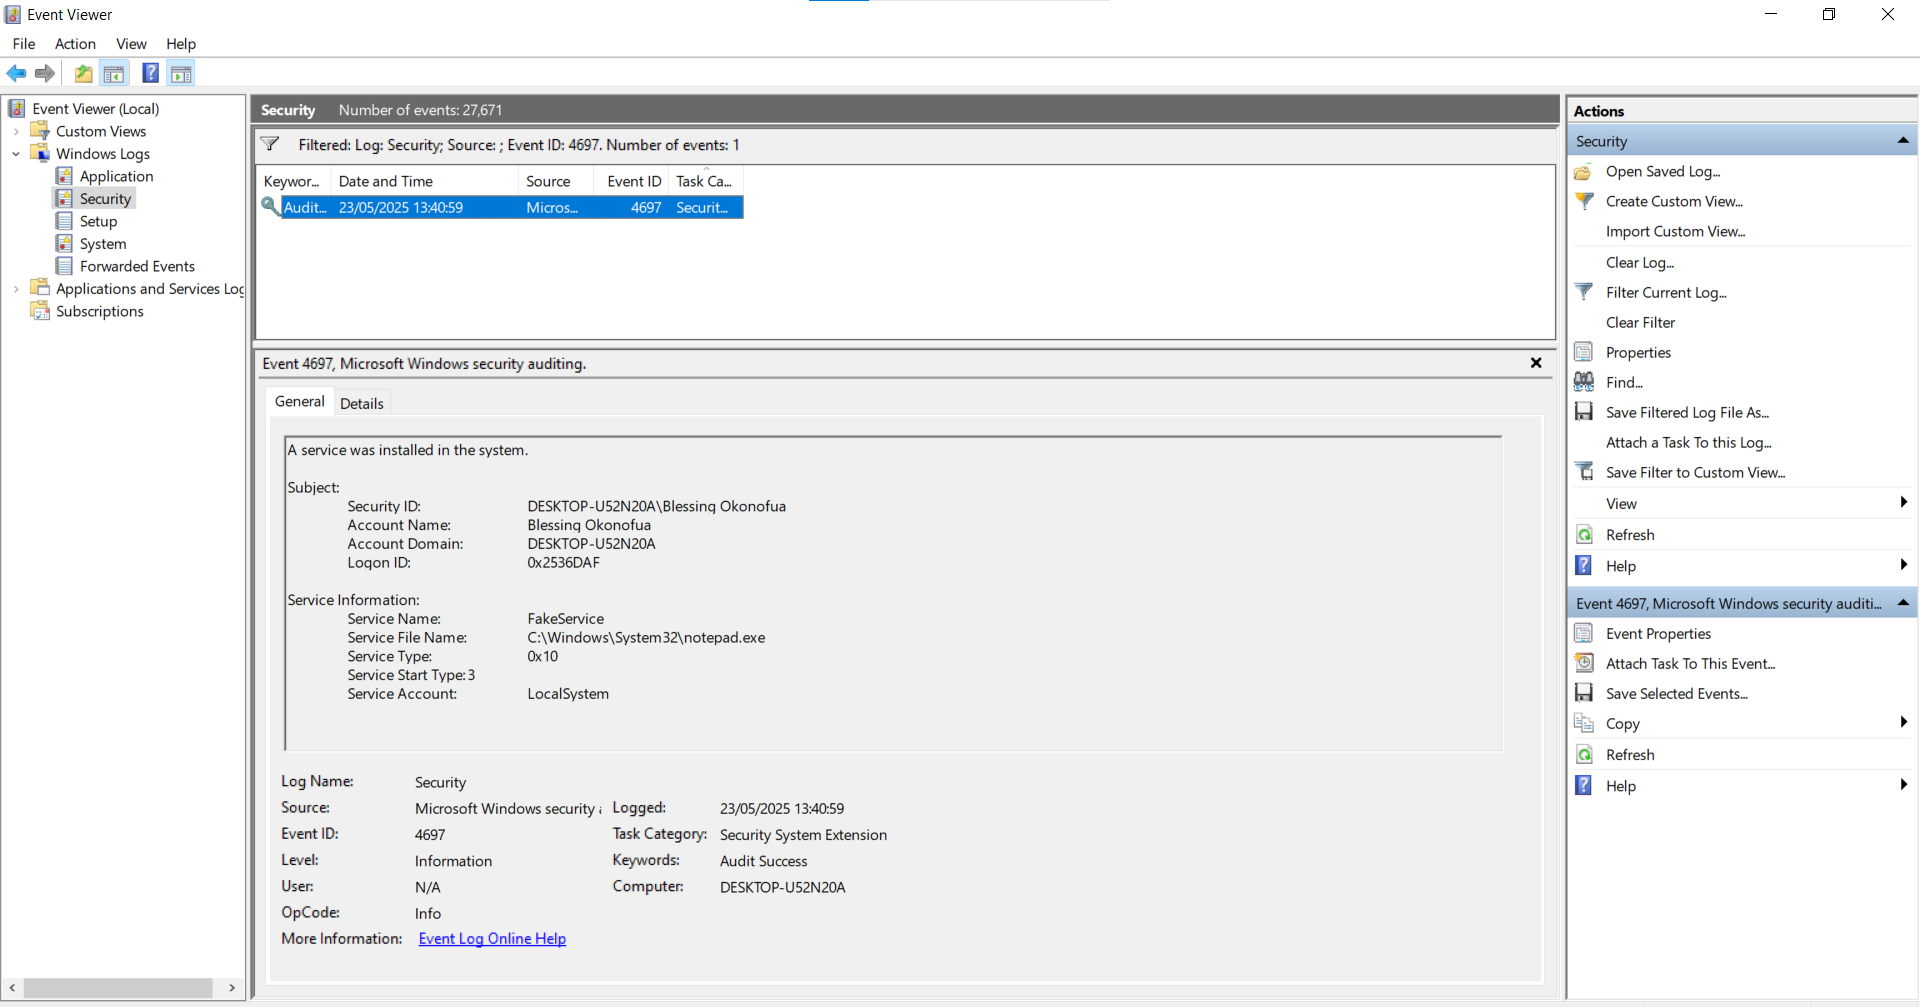 Event Viewer
File Action View Help
Event Viewer (Local)
Custom Views
Windows Logs
Application
Security
Setup
System
Forwarded Events
Applications and Services Log
Subscriptions
Security Number of events: 27,671
Filtered: Log: Security; Source: ; Event ID: 4697. Number of events: 1
Keywor... Date and Time Source Event ID Task Ca...
Audit... 23/05/2025 13:40:59 Micros... 4697 Securit...
Event 4697, Microsoft Windows security auditing.
General Details
A service was installed in the system.
Subject:
Security ID: DESKTOP-U52N20A\Blessing Okonofua
Account Name: Blessing Okonofua
Account Domain: DESKTOP-U52N20A
Logon ID: 0x2536DAF
Service Information:
Service Name: FakeService
Service File Name: C:\Windows\System32\notepad.exe
Service Type: 0x10
Service Start Type: 3
Service Account: LocalSystem
Log Name: Security
Source: Microsoft Windows security Logged: 23/05/2025 13:40:59
Event ID: 4697 Task Category: Security System Extension
Level: Information Keywords: Audit Success
User: N/A Computer: DESKTOP-U52N20A
OpCode: Info
More Information: Event Log Online Help
Actions
Security
Open Saved Log...
Create Custom View...
Import Custom View...
Clear Log...
Filter Current Log...
Clear Filter
Properties
Find...
Save Filtered Log File As...
Attach a Task To this Log...
Save Filter to Custom View...
View
Refresh
Help
Event 4697, Microsoft Windows security auditi...
Event Properties
Attach Task To This Event...
Save Selected Events...
Copy
Refresh
Help